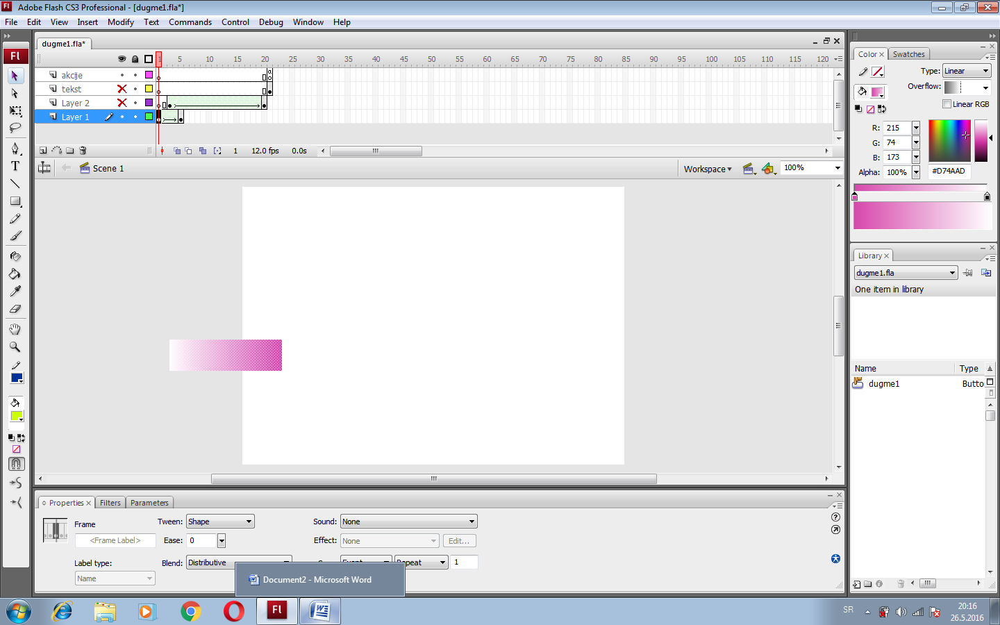 Adobe Flash CS3 Professional - [dugme1.fla*]
File Edit View Insert Modify Text Commands Control Debug Window Help
dugme1.fla*
1 5 10 15 20 25 30 35 40 45 50 55 60 65 70 75 80 85 90 95 100 105 110 115 120
akcije
tekst
Layer 2
Layer 1
1 12.0 fps 0.0s
Scene 1
Workspace
100%
Fl
Color Swatches
Type: Linear
Overflow:
Linear RGB
R: 215
G: 74
B: 173
Alpha: 100% #D74AAD
Library
dugme1.fla
One item in library
Name Type
dugme1 Butto
Properties Filters Parameters
Frame
<Frame Label>
Label type:
Name
Tween: Shape
Ease: 0
Blend: Distributive
Sound: None
Effect: None Edit...
Event Repeat 1
Document2 - Microsoft Word
Fl
SR
20:16
26.5.2016